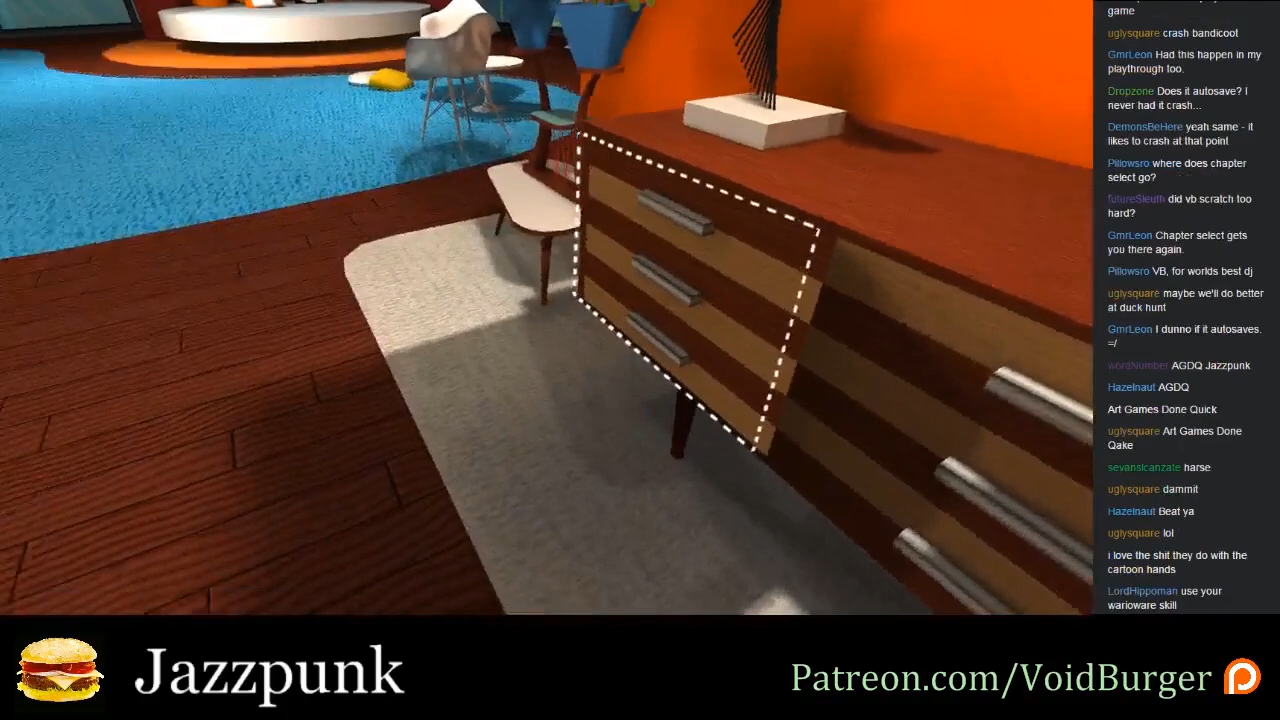 game
uglysquare crash bandicoot
GmrLeon Had this happen in my
playthrough too.
Dropzone Does it autosave? I
never had it crash...
DemonsBeHere yeah same - it
likes to crash at that point
Pillowsro where does chapter
select go?
futureSleuth did vb scratch too
hard?
GmrLeon Chapter select gets
you there again.
Pillowsro VB, for worlds best dj
uglysquare maybe we'll do better
at duck hunt
GmrLeon I dunno if it autosaves.
=/
wordNumber AGDQ Jazzpunk
Hazelnaut AGDQ
Art Games Done Quick
uglysquare Art Games Done
Qake
sevansicanzate harse
uglysquare dammit
Hazelnaut Beat ya
uglysquare lol
i love the shit they do with the
cartoon hands
LordHippoman use your
warioware skill
Jazzpunk
Patreon.com/VoidBurger